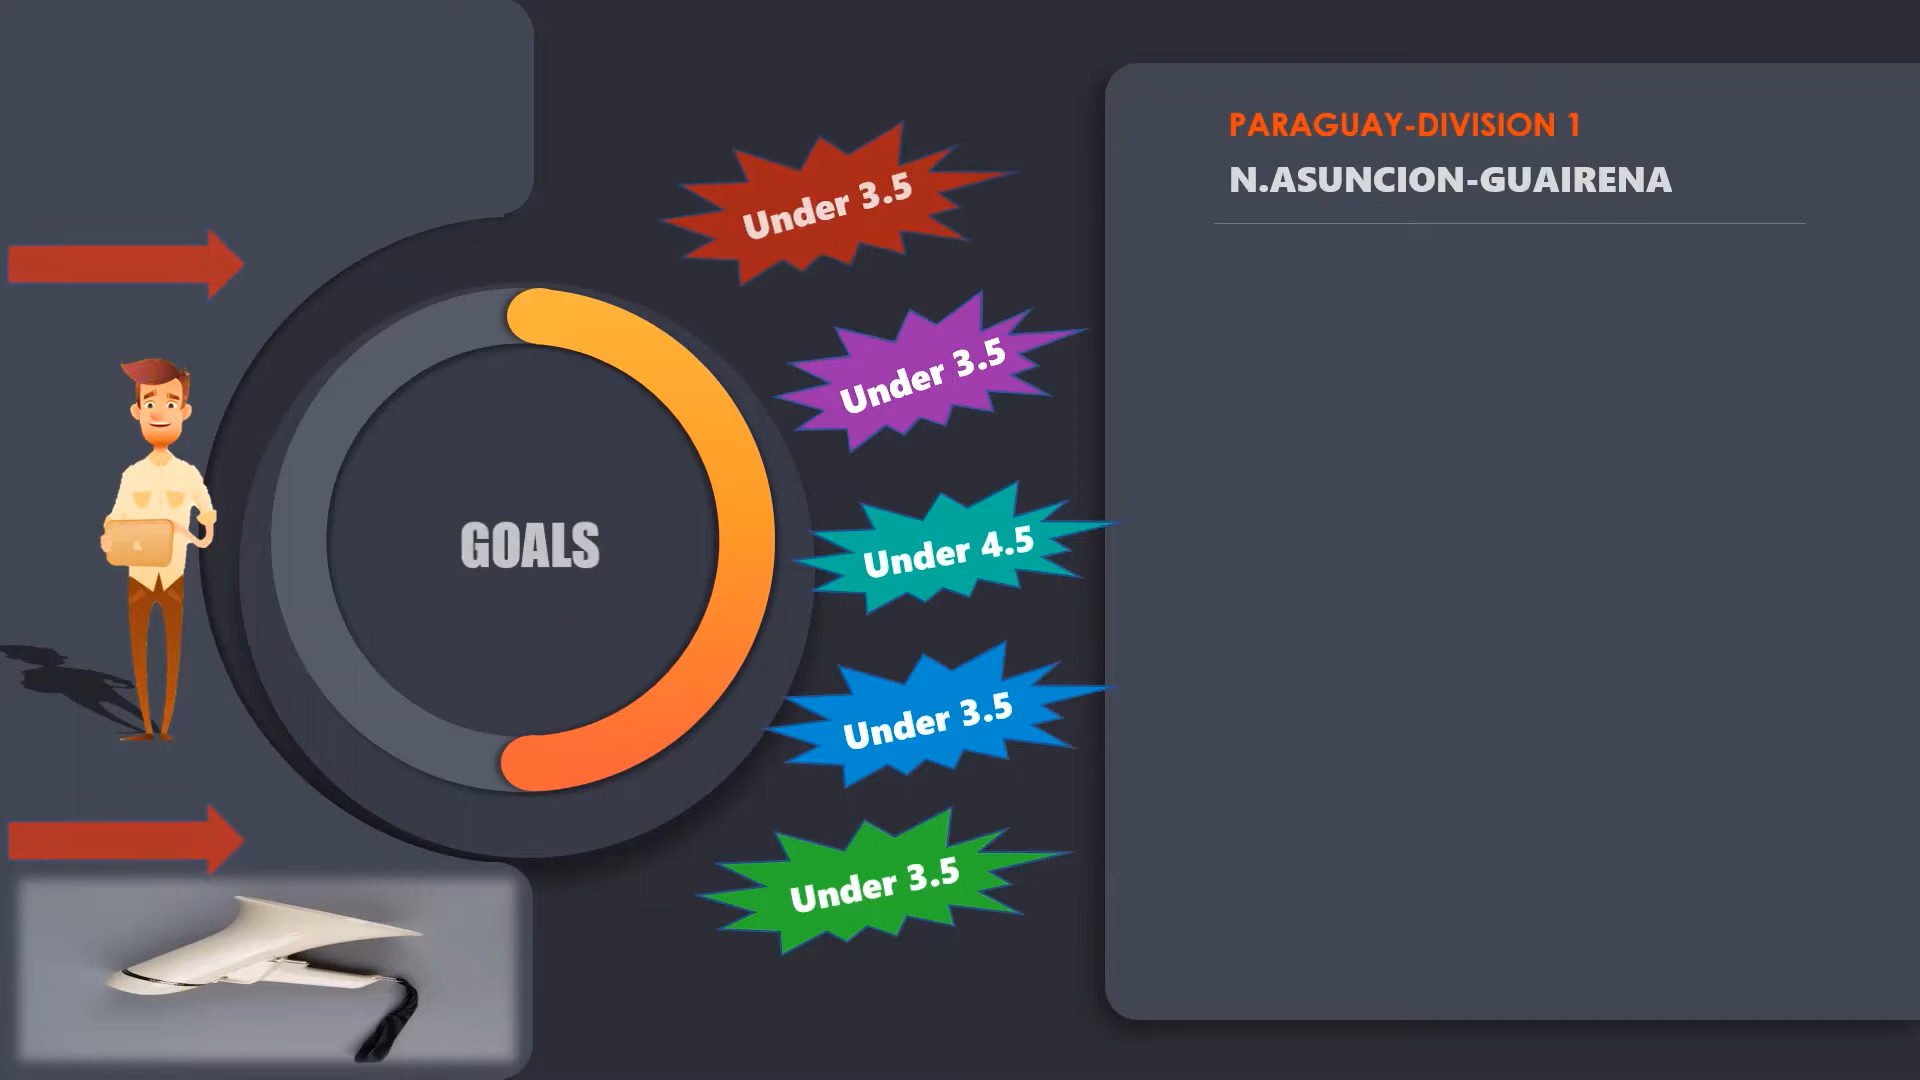 PARAGUAY-DIVISION 1
N.ASUNCION-GUAIRENA
Under 3.5
Under 3.5
GOALS
Under 4.5
Under 3.5
Under 3.5